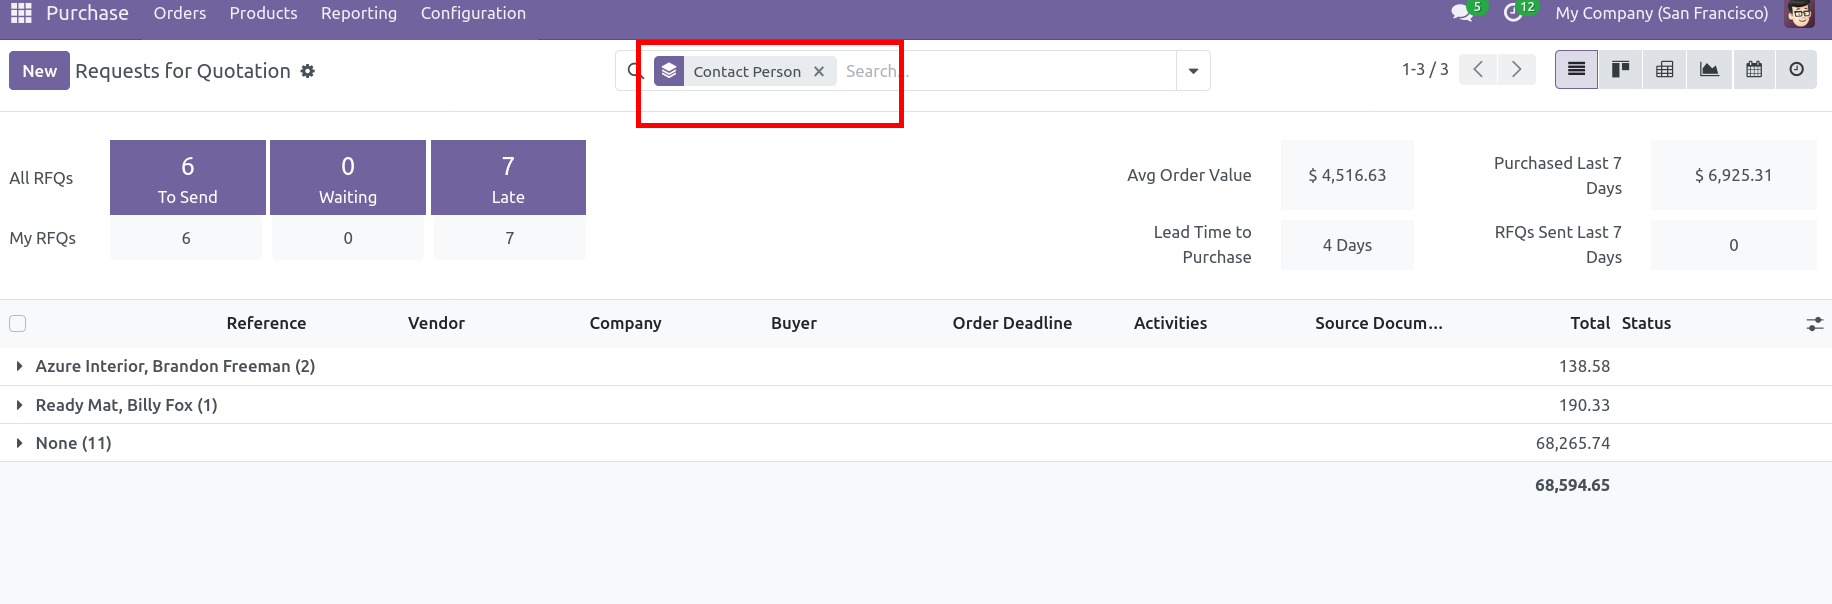 Purchase Orders Products Reporting Configuration 5 12 My Company (San Francisco)
New Requests for Quotation Contact Person Search... 1-3 / 3
All RFQs 6 To Send 0 Waiting 7 Late
My RFQs 6 0 7
Avg Order Value $ 4,516.63 Purchased Last 7 Days $ 6,925.31
Lead Time to Purchase 4 Days RFQs Sent Last 7 Days 0
Reference Vendor Company Buyer Order Deadline Activities Source Docum... Total Status
Azure Interior, Brandon Freeman (2) 138.58
Ready Mat, Billy Fox (1) 190.33
None (11) 68,265.74
68,594.65